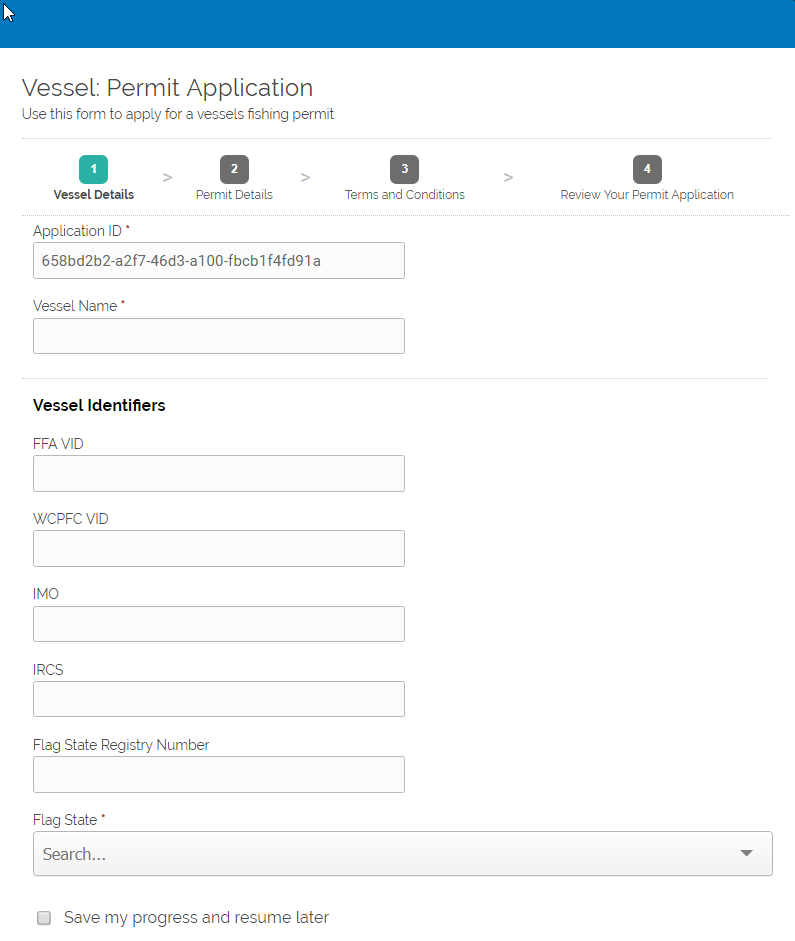 Vessel: Permit Application
Use this form to apply for a vessels fishing permit
1 > 2 > 3 > 4
Vessel Details Permit Details Terms and Conditions Review Your Permit Application
Application ID *
658bd2b2-a2f7-46d3-a100-fbcb1f4fd91a
Vessel Name *
Vessel Identifiers
FFA VID
WCPFC VID
IMO
IRCS
Flag State Registry Number
Flag State *
Search...
Save my progress and resume later